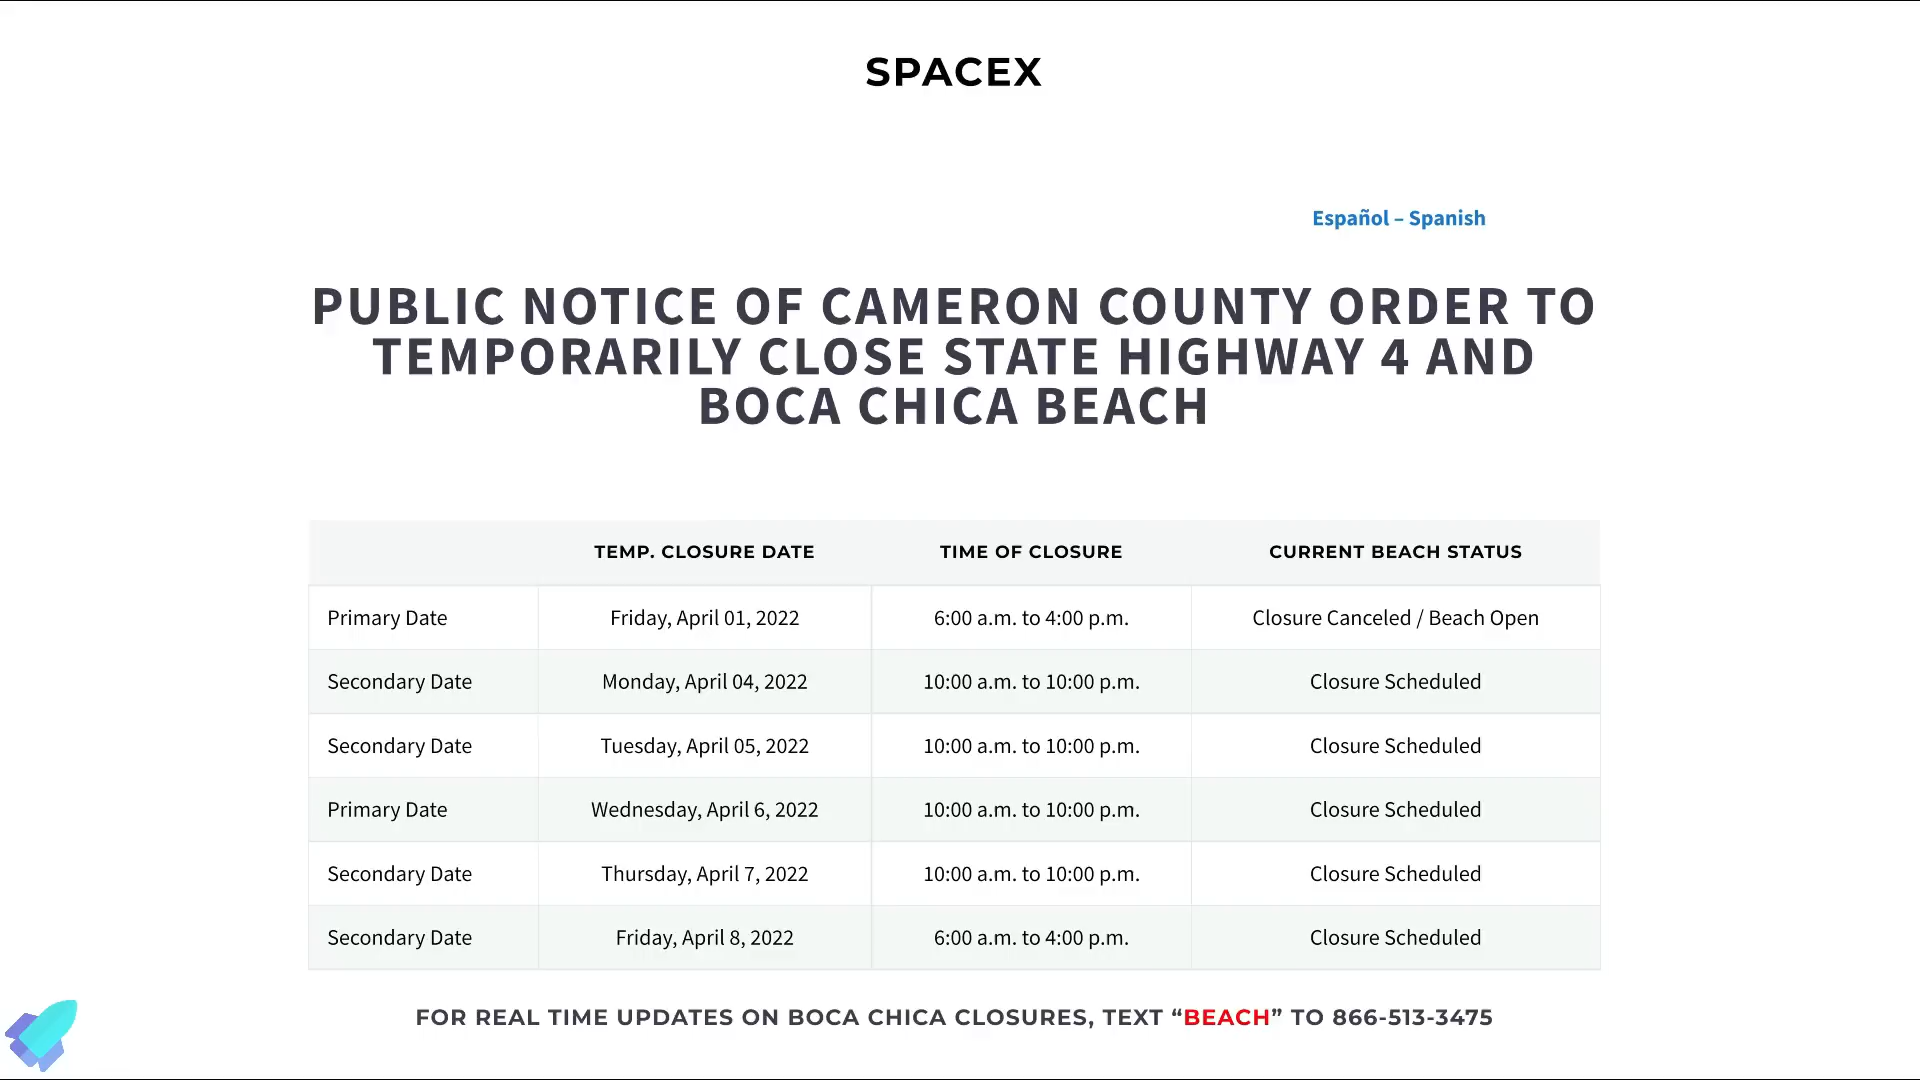 SPACEX
Español – Spanish
PUBLIC NOTICE OF CAMERON COUNTY ORDER TO
TEMPORARILY CLOSE STATE HIGHWAY 4 AND
BOCA CHICA BEACH
TEMP. CLOSURE DATE TIME OF CLOSURE CURRENT BEACH STATUS
Primary Date Friday, April 01, 2022 6:00 a.m. to 4:00 p.m. Closure Canceled / Beach Open
Secondary Date Monday, April 04, 2022 10:00 a.m. to 10:00 p.m. Closure Scheduled
Secondary Date Tuesday, April 05, 2022 10:00 a.m. to 10:00 p.m. Closure Scheduled
Primary Date Wednesday, April 6, 2022 10:00 a.m. to 10:00 p.m. Closure Scheduled
Secondary Date Thursday, April 7, 2022 10:00 a.m. to 10:00 p.m. Closure Scheduled
Secondary Date Friday, April 8, 2022 6:00 a.m. to 4:00 p.m. Closure Scheduled
FOR REAL TIME UPDATES ON BOCA CHICA CLOSURES, TEXT “BEACH” TO 866-513-3475